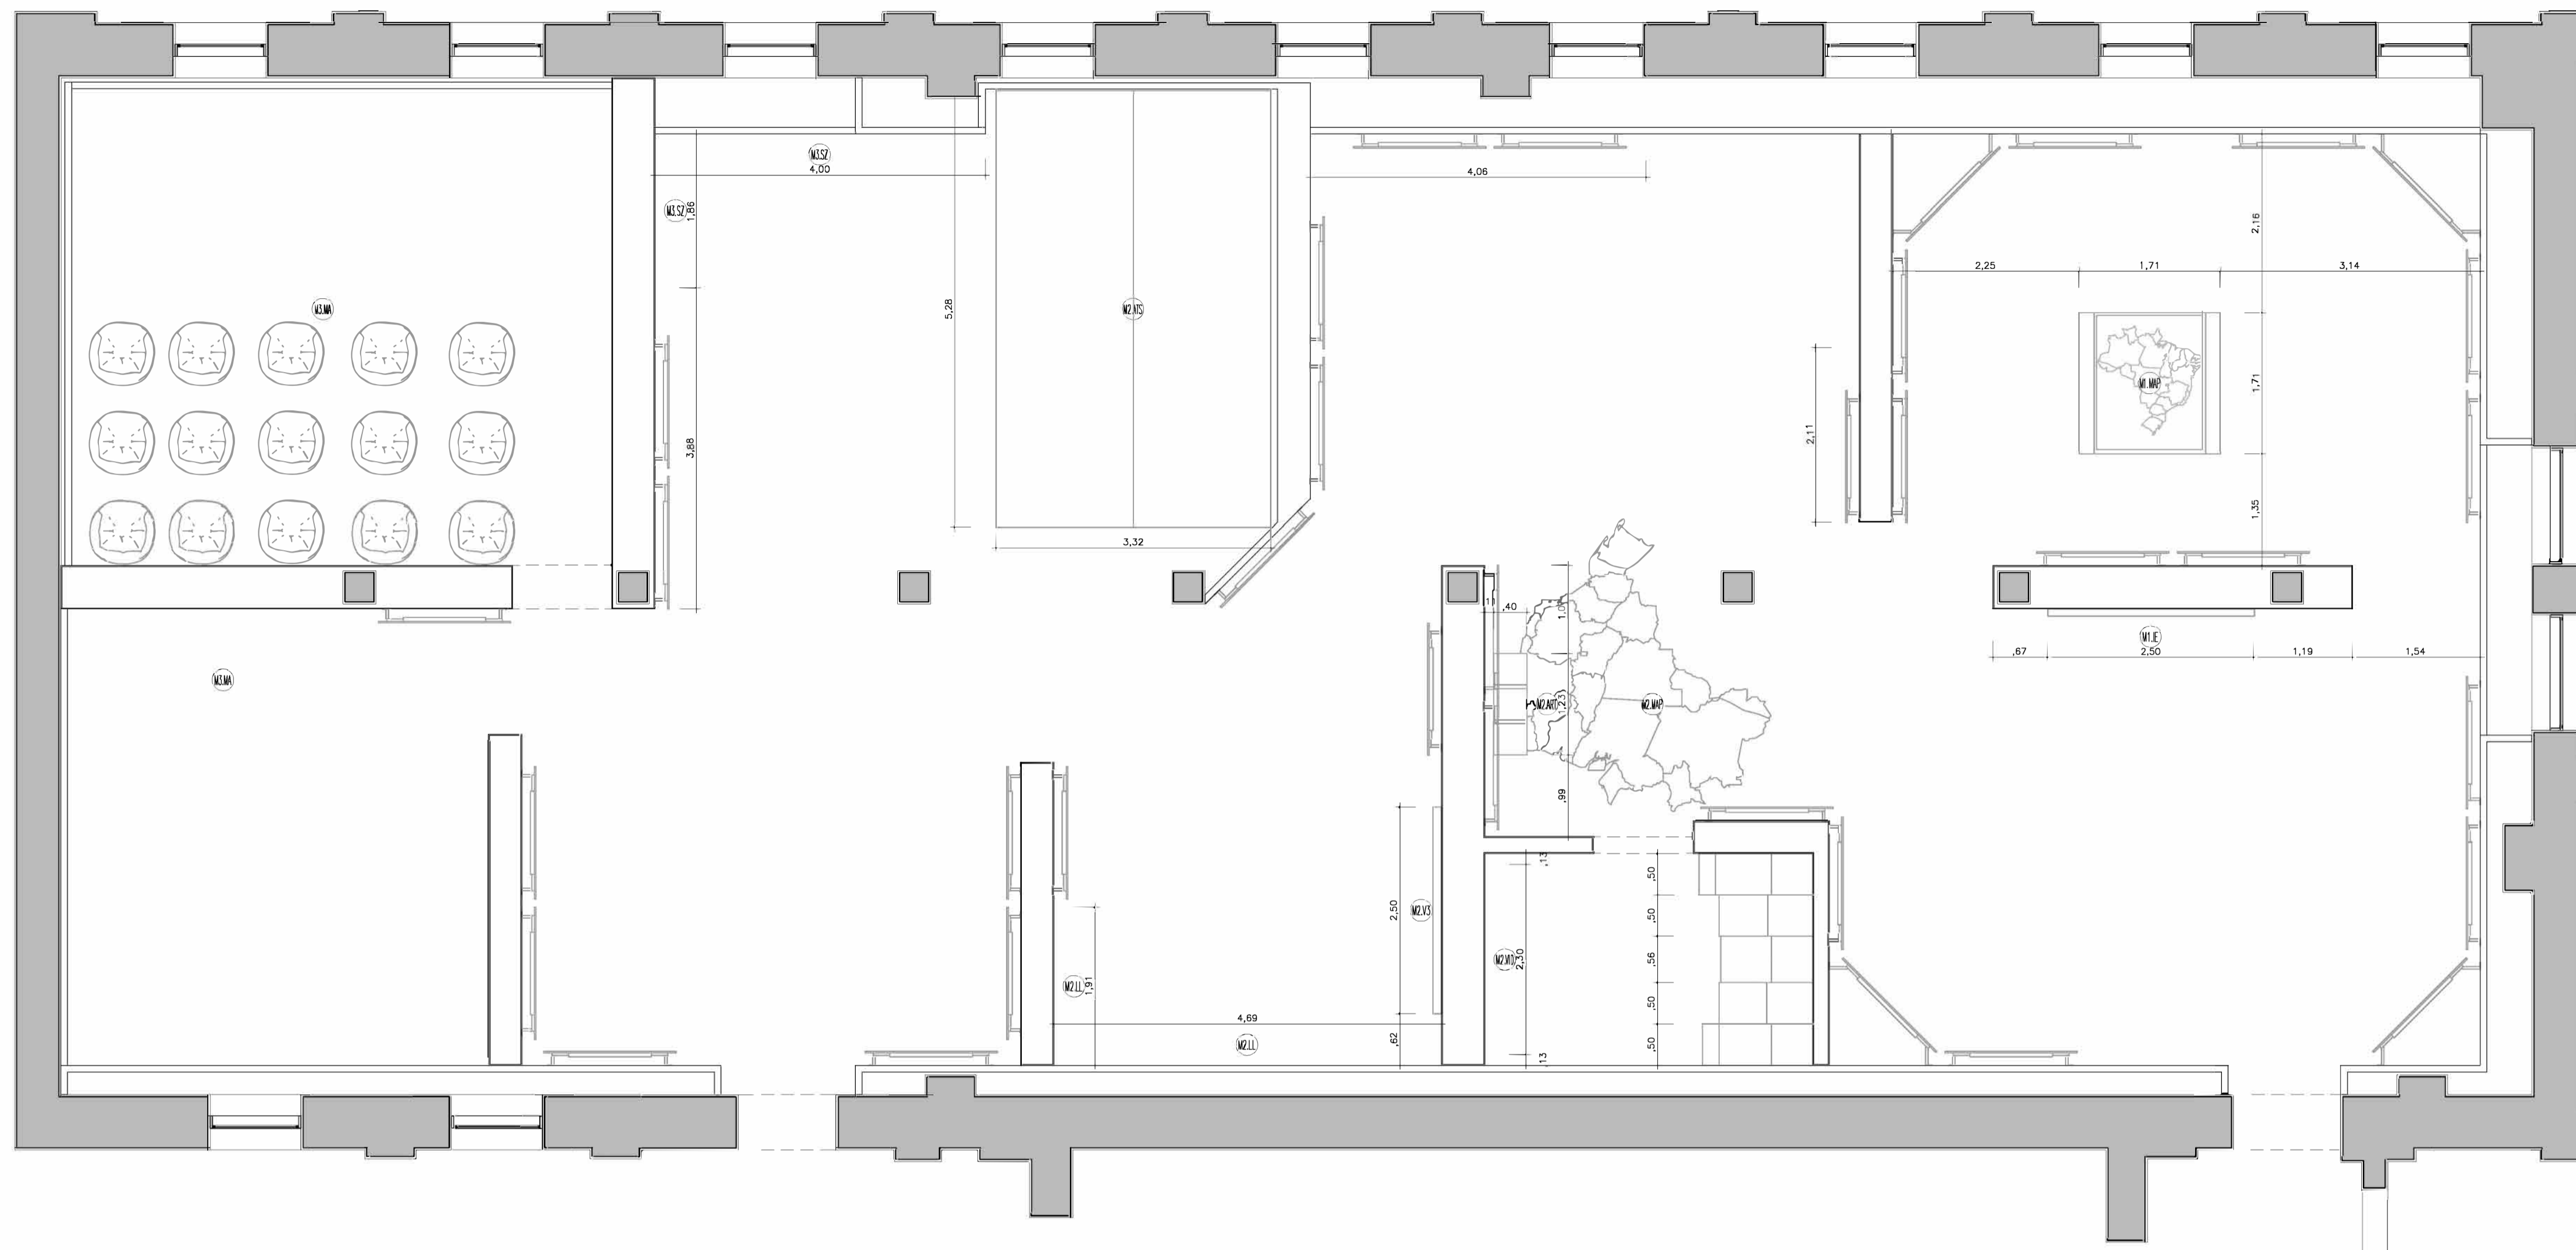 M3.SZ
4,00
4,06
M3.SZ
1,86
2,16
2,25
1,71
3,14
M3.MA
5,28
M2.ATS
M1.MAP
1,71
2,11
3,88
1,35
3,32
,40
1,01
M1.IE
,67
2,50
1,19
1,54
M3.MA
M2.ART
1,23
M2.MAP
,99
,13
,50
2,50
M2.V3
,50
M2.VID
2,30
,56
M2.LL
1,91
,50
4,69
M2.LL
,62
,13
,50